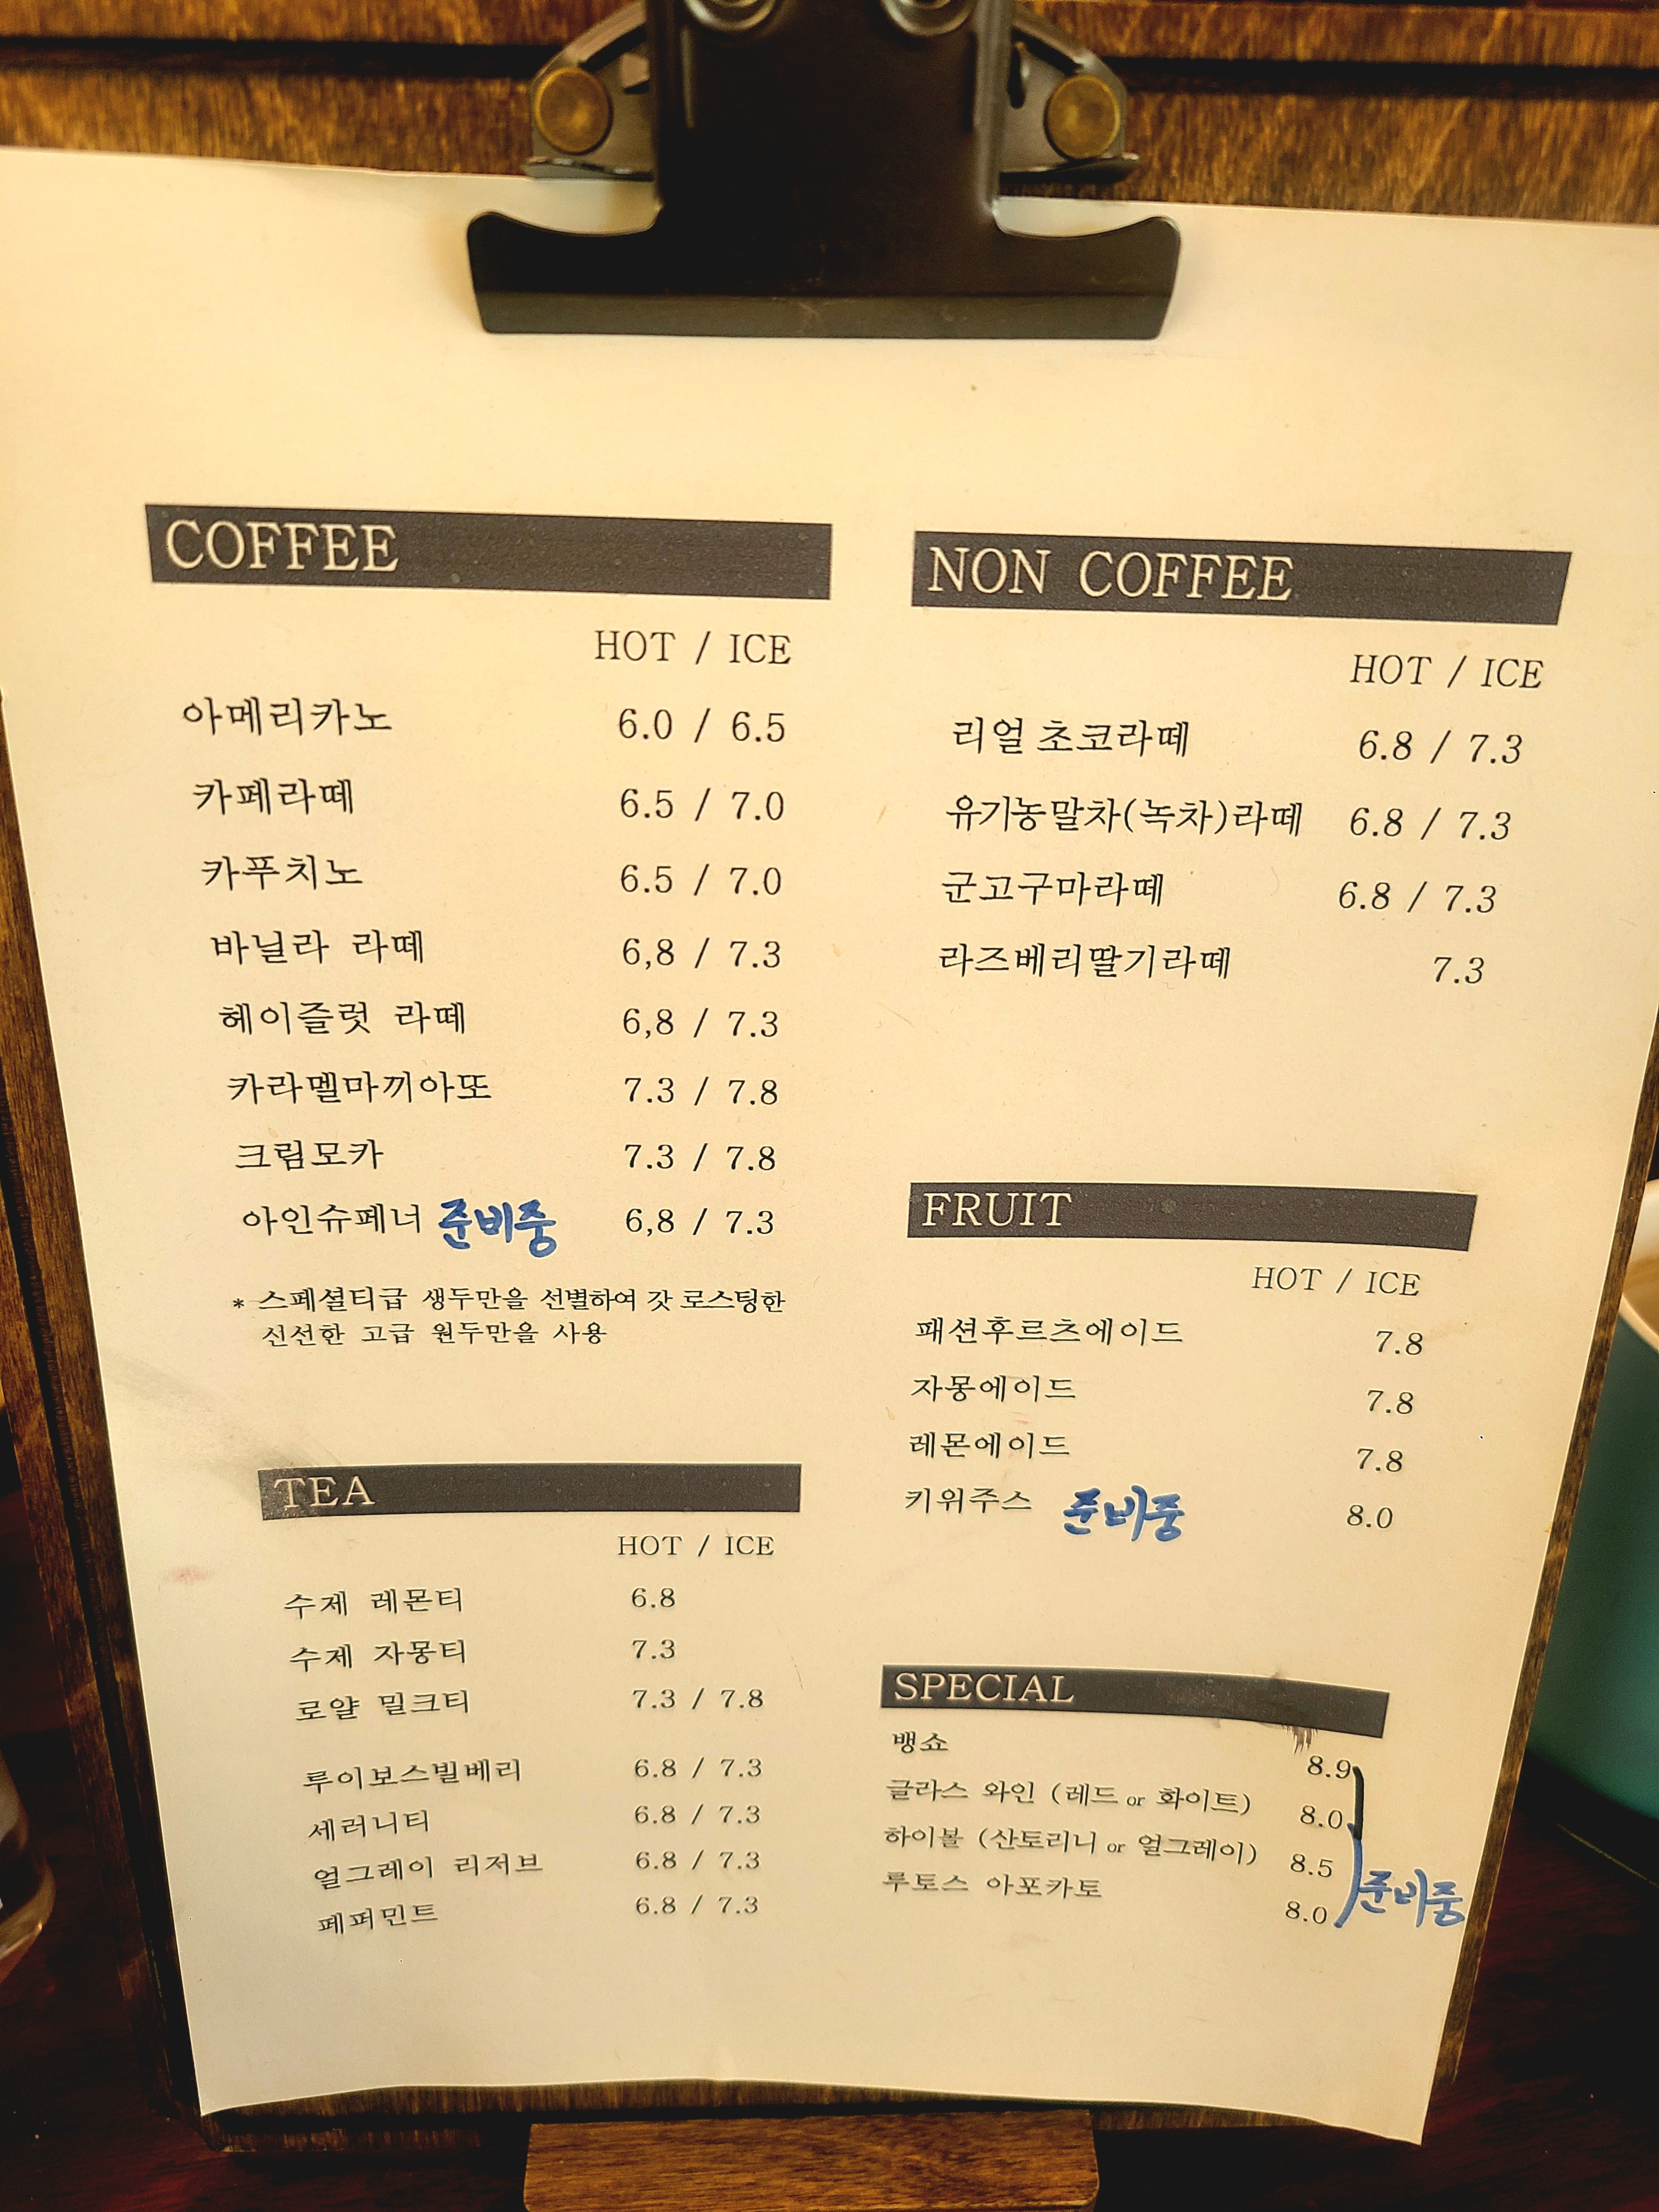 COFFEE
HOT / ICE
아메리카노 6.0 / 6.5
카페라떼 6.5 / 7.0
카푸치노 6.5 / 7.0
바닐라 라떼 6,8 / 7.3
헤이즐럿 라떼 6,8 / 7.3
카라멜마끼아또 7.3 / 7.8
크림모카 7.3 / 7.8
아인슈페너 준비중 6,8 / 7.3
* 스페셜티급 생두만을 선별하여 갓 로스팅한
신선한 고급 원두만을 사용
TEA
HOT / ICE
수제 레몬티 6.8
수제 자몽티 7.3
로얄 밀크티 7.3 / 7.8
루이보스빌베리 6.8 / 7.3
세러니티 6.8 / 7.3
얼그레이 리저브 6.8 / 7.3
페퍼민트 6.8 / 7.3
NON COFFEE
HOT / ICE
리얼 초코라떼 6.8 / 7.3
유기농말차(녹차)라떼 6.8 / 7.3
군고구마라떼 6.8 / 7.3
라즈베리딸기라떼 7.3
FRUIT
HOT / ICE
패션후르츠에이드 7.8
자몽에이드 7.8
레몬에이드 7.8
키위주스 준비중 8.0
SPECIAL
뱅쇼 8.9
글라스 와인 (레드 or 화이트) 8.0
하이볼 (산토리니 or 얼그레이) 8.5
루토스 아포카토 8.0 준비중